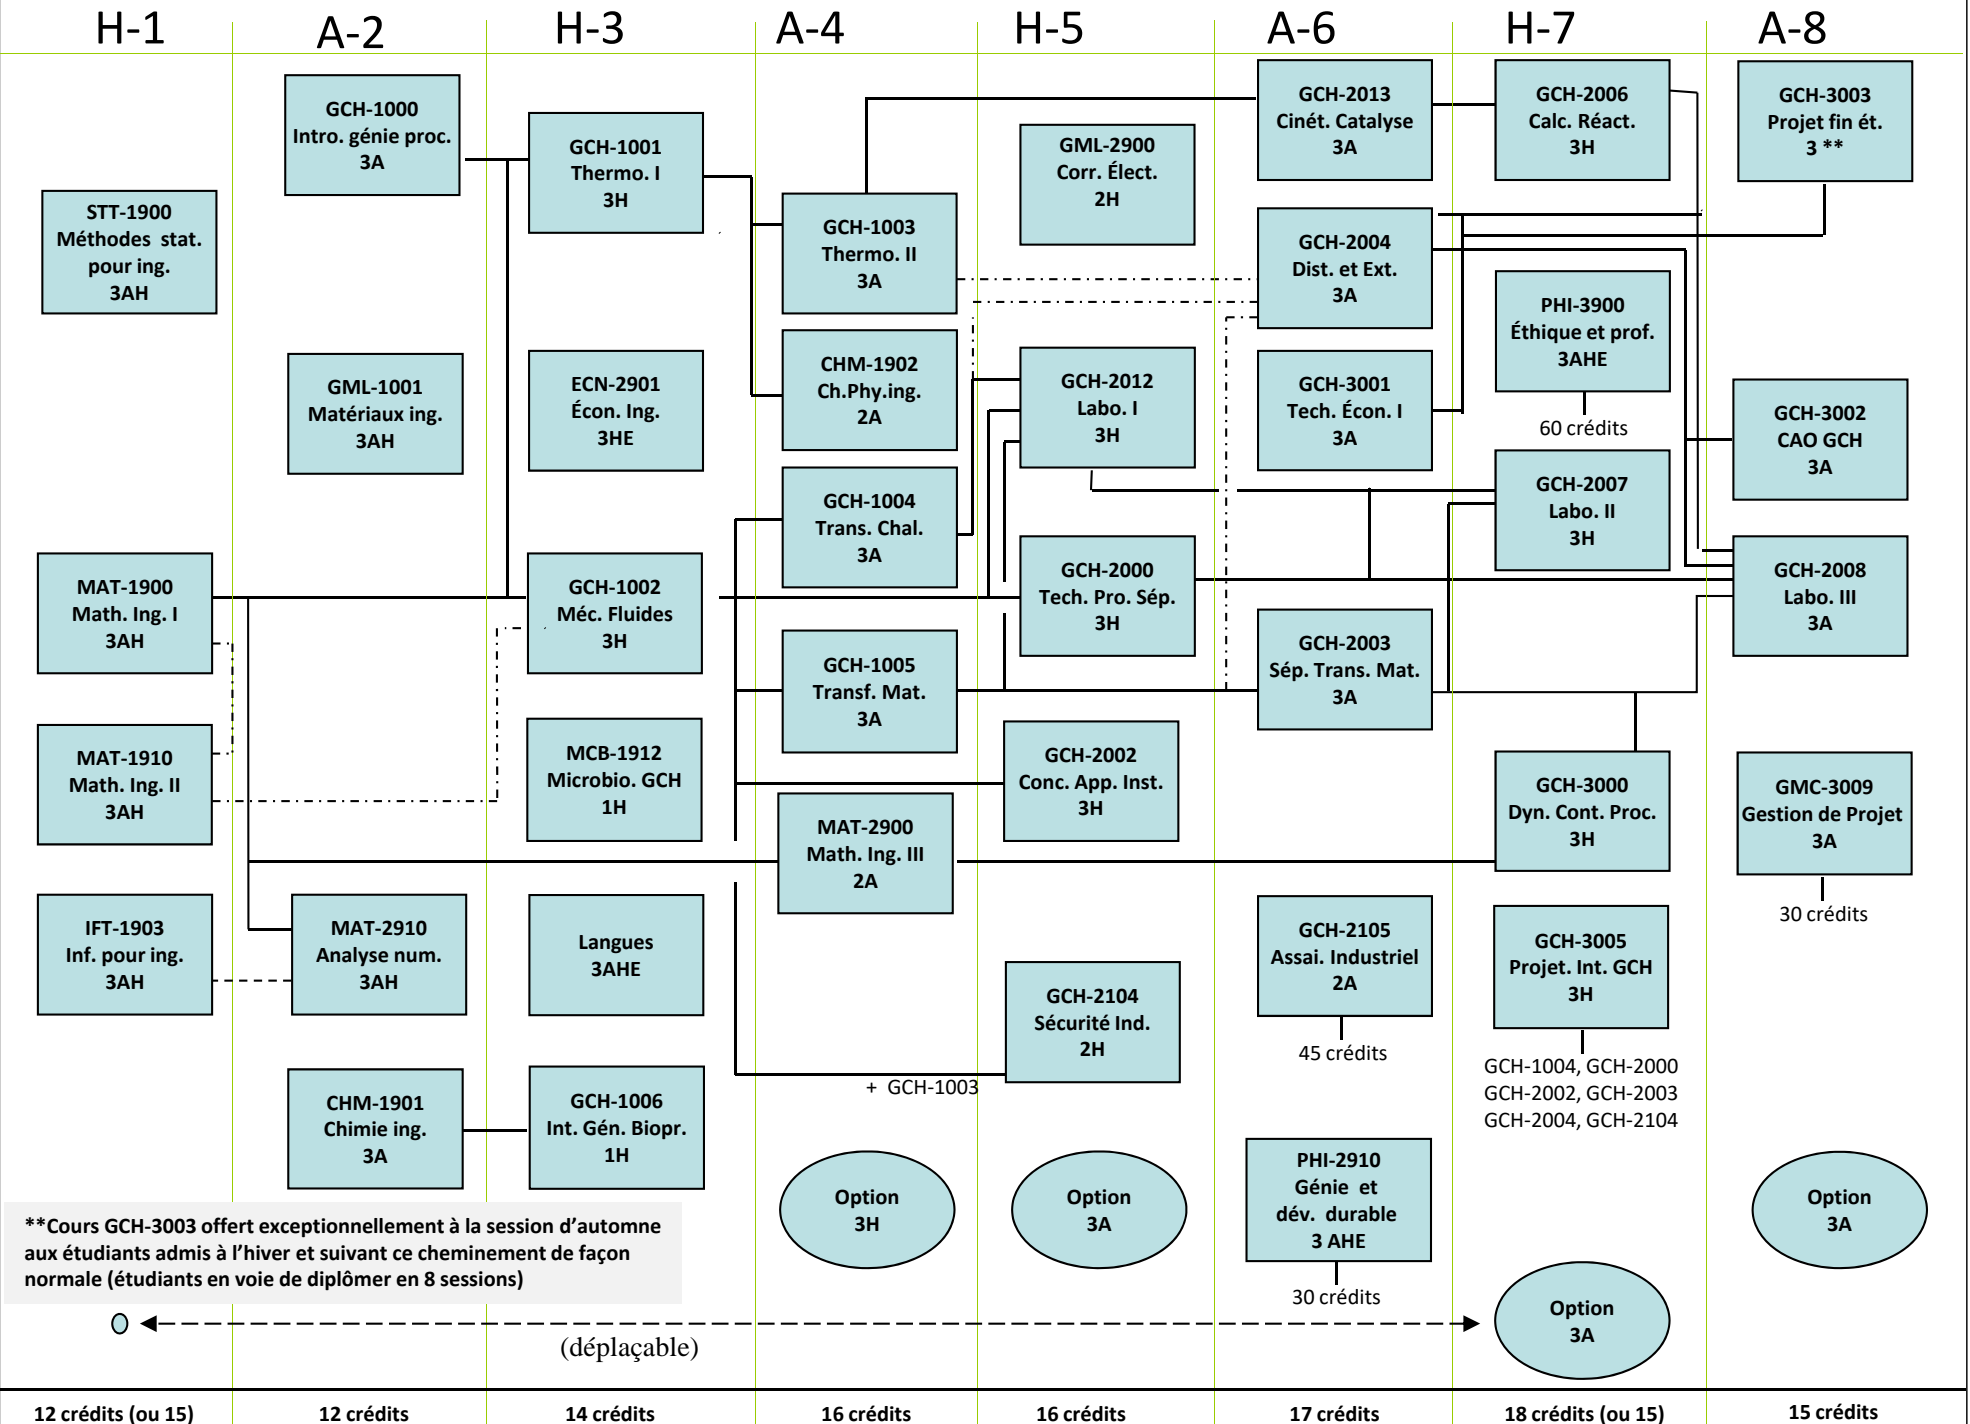 H-1
A-2
H-3
A-4
H-5
A-6
H-7
A-8
STT-1900
Méthodes stat.
pour ing.
3AH
MAT-1900
Math. Ing. I
3AH
MAT-1910
Math. Ing. II
3AH
IFT-1903
Inf. pour ing.
3AH
GCH-1000
Intro. génie proc.
3A
GML-1001
Matériaux ing.
3AH
MAT-2910
Analyse num.
3AH
CHM-1901
Chimie ing.
3A
GCH-1001
Thermo. I
3H
ECN-2901
Écon. Ing.
3HE
GCH-1002
Méc. Fluides
3H
MCB-1912
Microbio. GCH
1H
Langues
3AHE
GCH-1006
Int. Gén. Biopr.
1H
GCH-1003
Thermo. II
3A
CHM-1902
Ch.Phy.ing.
2A
GCH-1004
Trans. Chal.
3A
GCH-1005
Transf. Mat.
3A
MAT-2900
Math. Ing. III
2A
+ GCH-1003
Option
3H
GML-2900
Corr. Élect.
2H
GCH-2012
Labo. I
3H
GCH-2000
Tech. Pro. Sép.
3H
GCH-2002
Conc. App. Inst.
3H
GCH-2104
Sécurité Ind.
2H
Option
3A
GCH-2013
Cinét. Catalyse
3A
GCH-2004
Dist. et Ext.
3A
GCH-3001
Tech. Écon. I
3A
GCH-2003
Sép. Trans. Mat.
3A
GCH-2105
Assai. Industriel
2A
45 crédits
PHI-2910
Génie et
dév. durable
3 AHE
30 crédits
GCH-2006
Calc. Réact.
3H
PHI-3900
Éthique et prof.
3AHE
60 crédits
GCH-2007
Labo. II
3H
GCH-3000
Dyn. Cont. Proc.
3H
GCH-3005
Projet. Int. GCH
3H
GCH-1004, GCH-2000
GCH-2002, GCH-2003
GCH-2004, GCH-2104
Option
3A
GCH-3003
Projet fin ét.
3 **
GCH-3002
CAO GCH
3A
GCH-2008
Labo. III
3A
GMC-3009
Gestion de Projet
3A
30 crédits
Option
3A
**Cours GCH-3003 offert exceptionnellement à la session d'automne
aux étudiants admis à l'hiver et suivant ce cheminement de façon
normale (étudiants en voie de diplômer en 8 sessions)
(déplaçable)
12 crédits (ou 15)
12 crédits
14 crédits
16 crédits
16 crédits
17 crédits
18 crédits (ou 15)
15 crédits